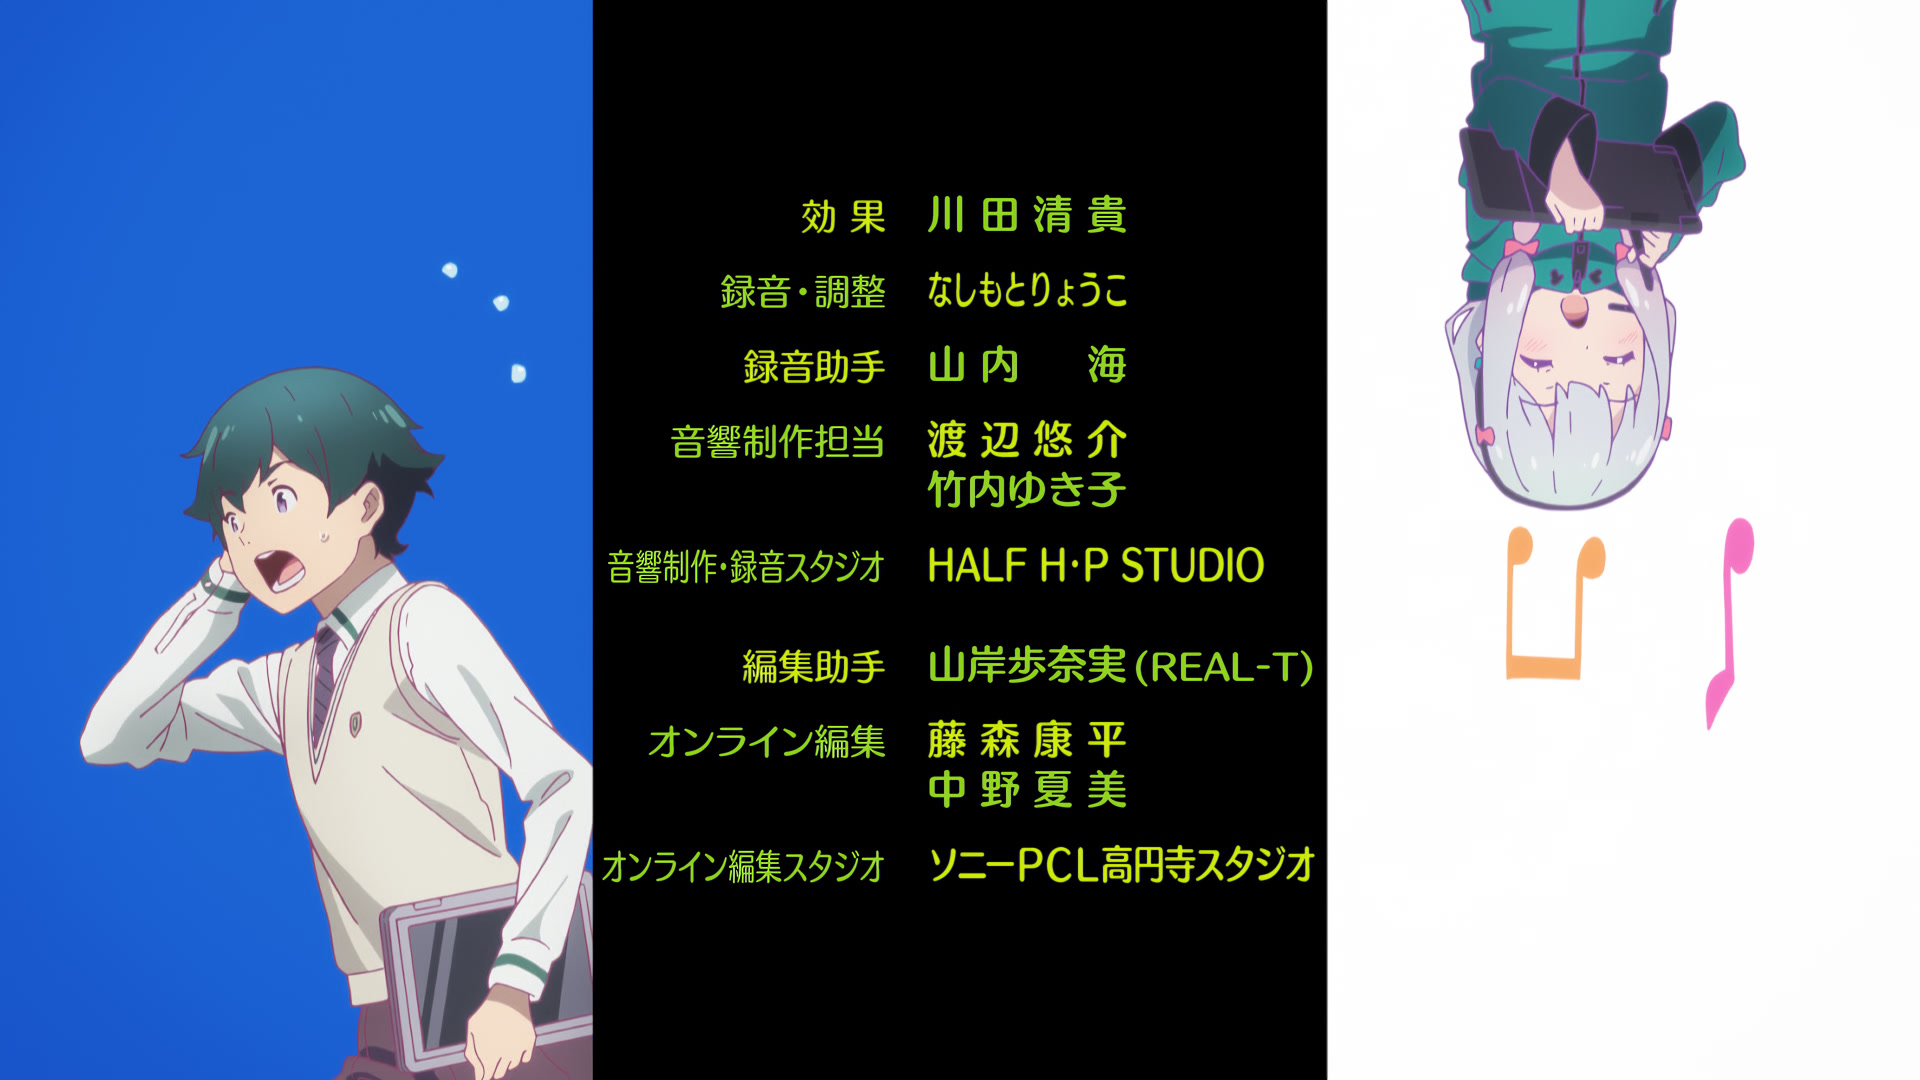 効果 川田清貴
録音・調整 なしもとりょうこ
録音助手 山内 海
音響制作担当 渡辺悠介
竹内ゆき子
音響制作・録音スタジオ HALF H・P STUDIO
編集助手 山岸歩奈実(REAL-T)
オンライン編集 藤森康平
中野夏美
オンライン編集スタジオ ソニーPCL高円寺スタジオ